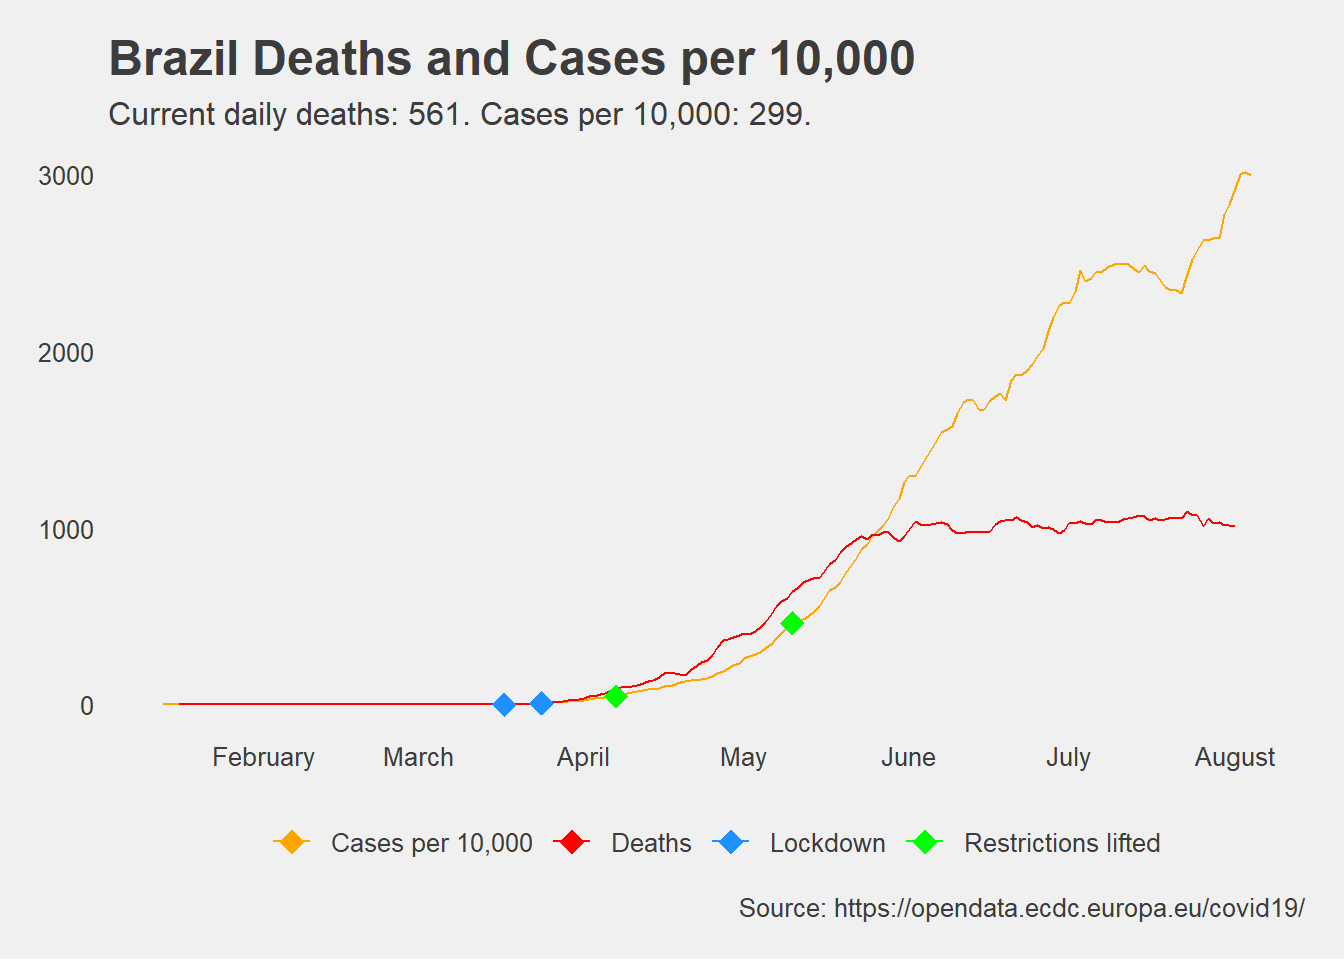 Brazil Deaths and Cases per 10,000
Current daily deaths: 561. Cases per 10,000: 299.
3000
2000
1000
0
February March April May June July August
Cases per 10,000 Deaths Lockdown Restrictions lifted
Source: https://opendata.ecdc.europa.eu/covid19/